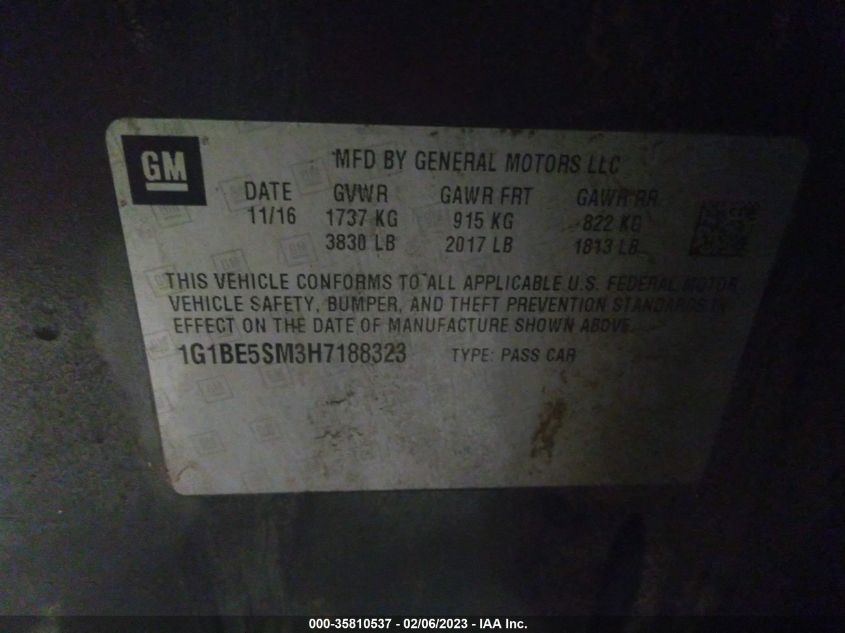 GM
MFD BY GENERAL MOTORS LLC
DATE GVWR GAWR FRT GAWR RR
11/16 1737 KG 915 KG 822 KG
3830 LB 2017 LB 1813 LB
THIS VEHICLE CONFORMS TO ALL APPLICABLE U.S. FEDERAL MOTOR
VEHICLE SAFETY, BUMPER, AND THEFT PREVENTION STANDARDS IN
EFFECT ON THE DATE OF MANUFACTURE SHOWN ABOVE.
1G1BE5SM3H7188323 TYPE: PASS CAR
000-35810537 - 02/06/2023 - IAA Inc.